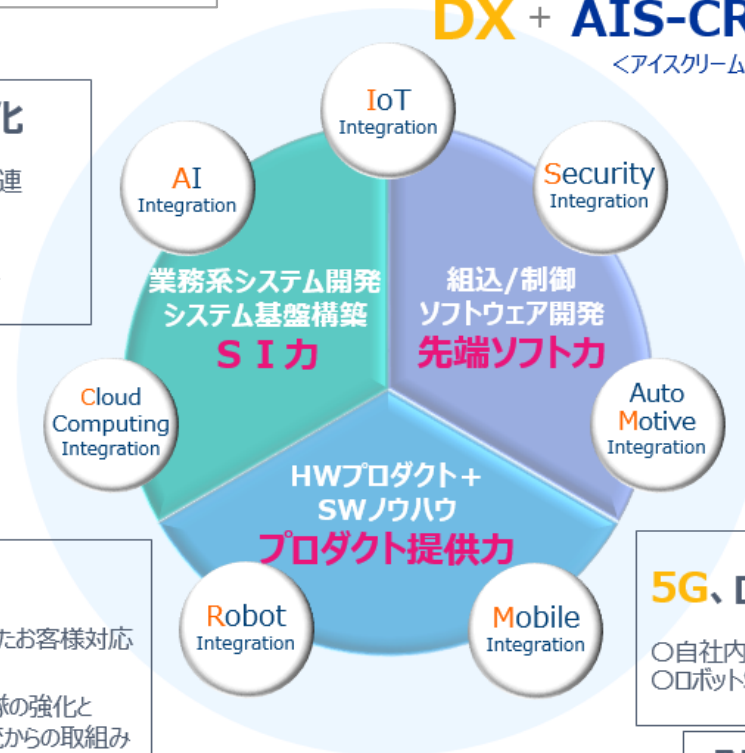 DX + AIS-CR
<アイスクリーム
化
連
IoT
Integration
AI
Integration
Security
Integration
業務系システム開発
システム基盤構築
ＳＩ力
組込/制御
ソフトウェア開発
先端ソフト力
Cloud
Computing
Integration
Auto
Motive
Integration
HWプロダクト＋
SWノウハウ
プロダクト提供力
Robot
Integration
Mobile
Integration
たお客様対応
の強化と
からの取組み
5G、D
○自社内
○ロボット